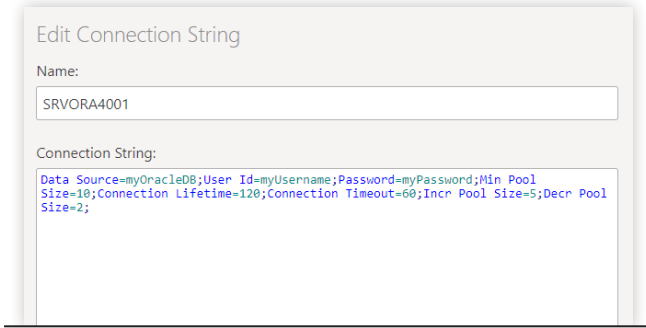 Edit Connection String
Name:
SRVORA4001
Connection String:
Data Source=myOracleDB;User Id=myUsername;Password=myPassword;Min Pool
Size=10;Connection Lifetime=120;Connection Timeout=60;Incr Pool Size=5;Decr Pool
Size=2;